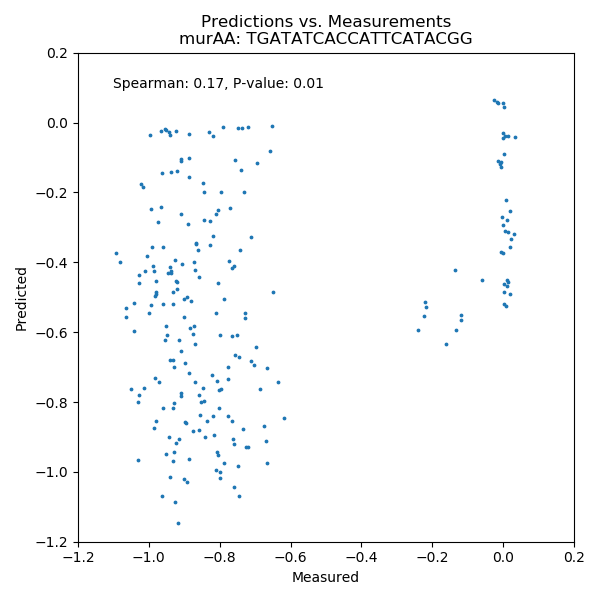 Predictions vs. Measurements
murAA: TGATATCACCATTCATACGG
Spearman: 0.17, P-value: 0.01
0.2
0.0
−0.2
−0.4
−0.6
−0.8
−1.0
−1.2
Predicted
−1.2 −1.0 −0.8 −0.6 −0.4 −0.2 0.0 0.2
Measured